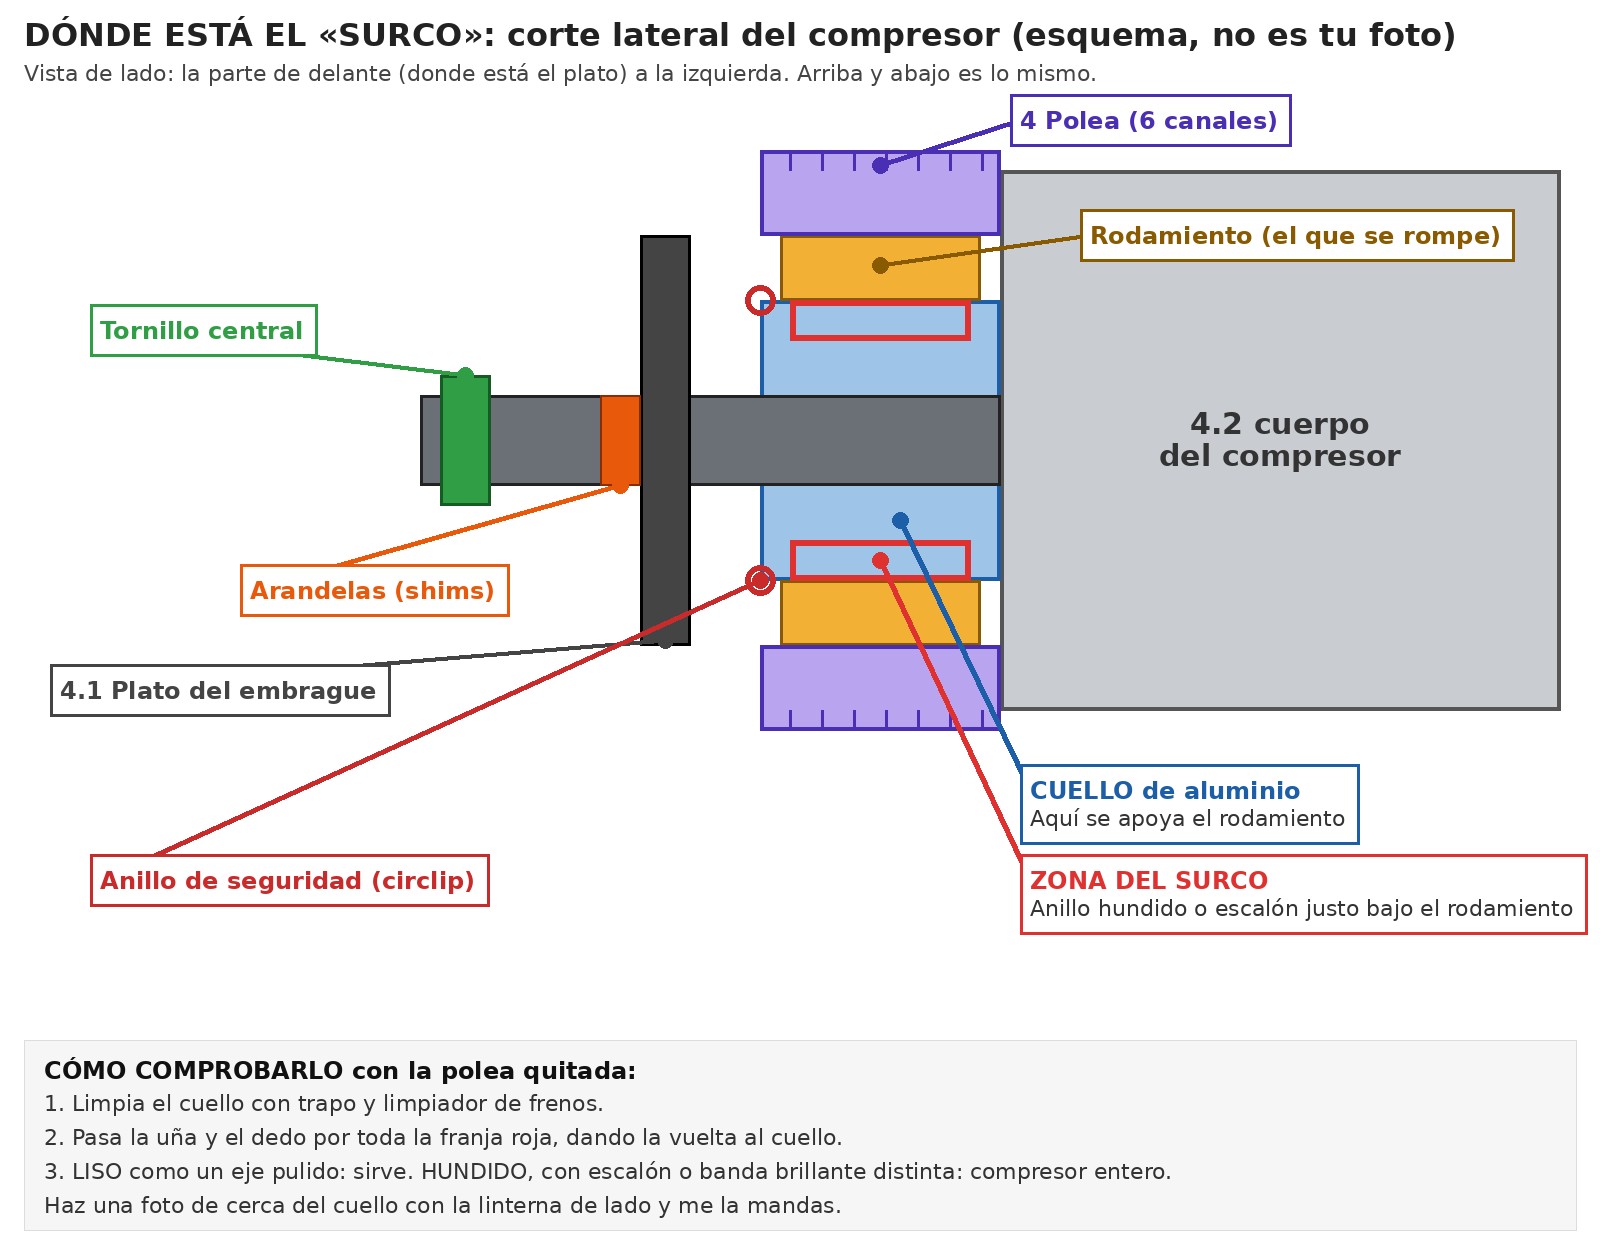 DÓNDE ESTÁ EL «SURCO»: corte lateral del compresor (esquema, no es tu foto)
Vista de lado: la parte de delante (donde está el plato) a la izquierda. Arriba y abajo es lo mismo.
4 Polea (6 canales)
Rodamiento (el que se rompe)
Tornillo central
4.2 cuerpo
del compresor
Arandelas (shims)
4.1 Plato del embrague
CUELLO de aluminio
Aquí se apoya el rodamiento
Anillo de seguridad (circlip)
ZONA DEL SURCO
Anillo hundido o escalón justo bajo el rodamiento
CÓMO COMPROBARLO con la polea quitada:
1. Limpia el cuello con trapo y limpiador de frenos.
2. Pasa la uña y el dedo por toda la franja roja, dando la vuelta al cuello.
3. LISO como un eje pulido: sirve. HUNDIDO, con escalón o banda brillante distinta: compresor entero.
Haz una foto de cerca del cuello con la linterna de lado y me la mandas.